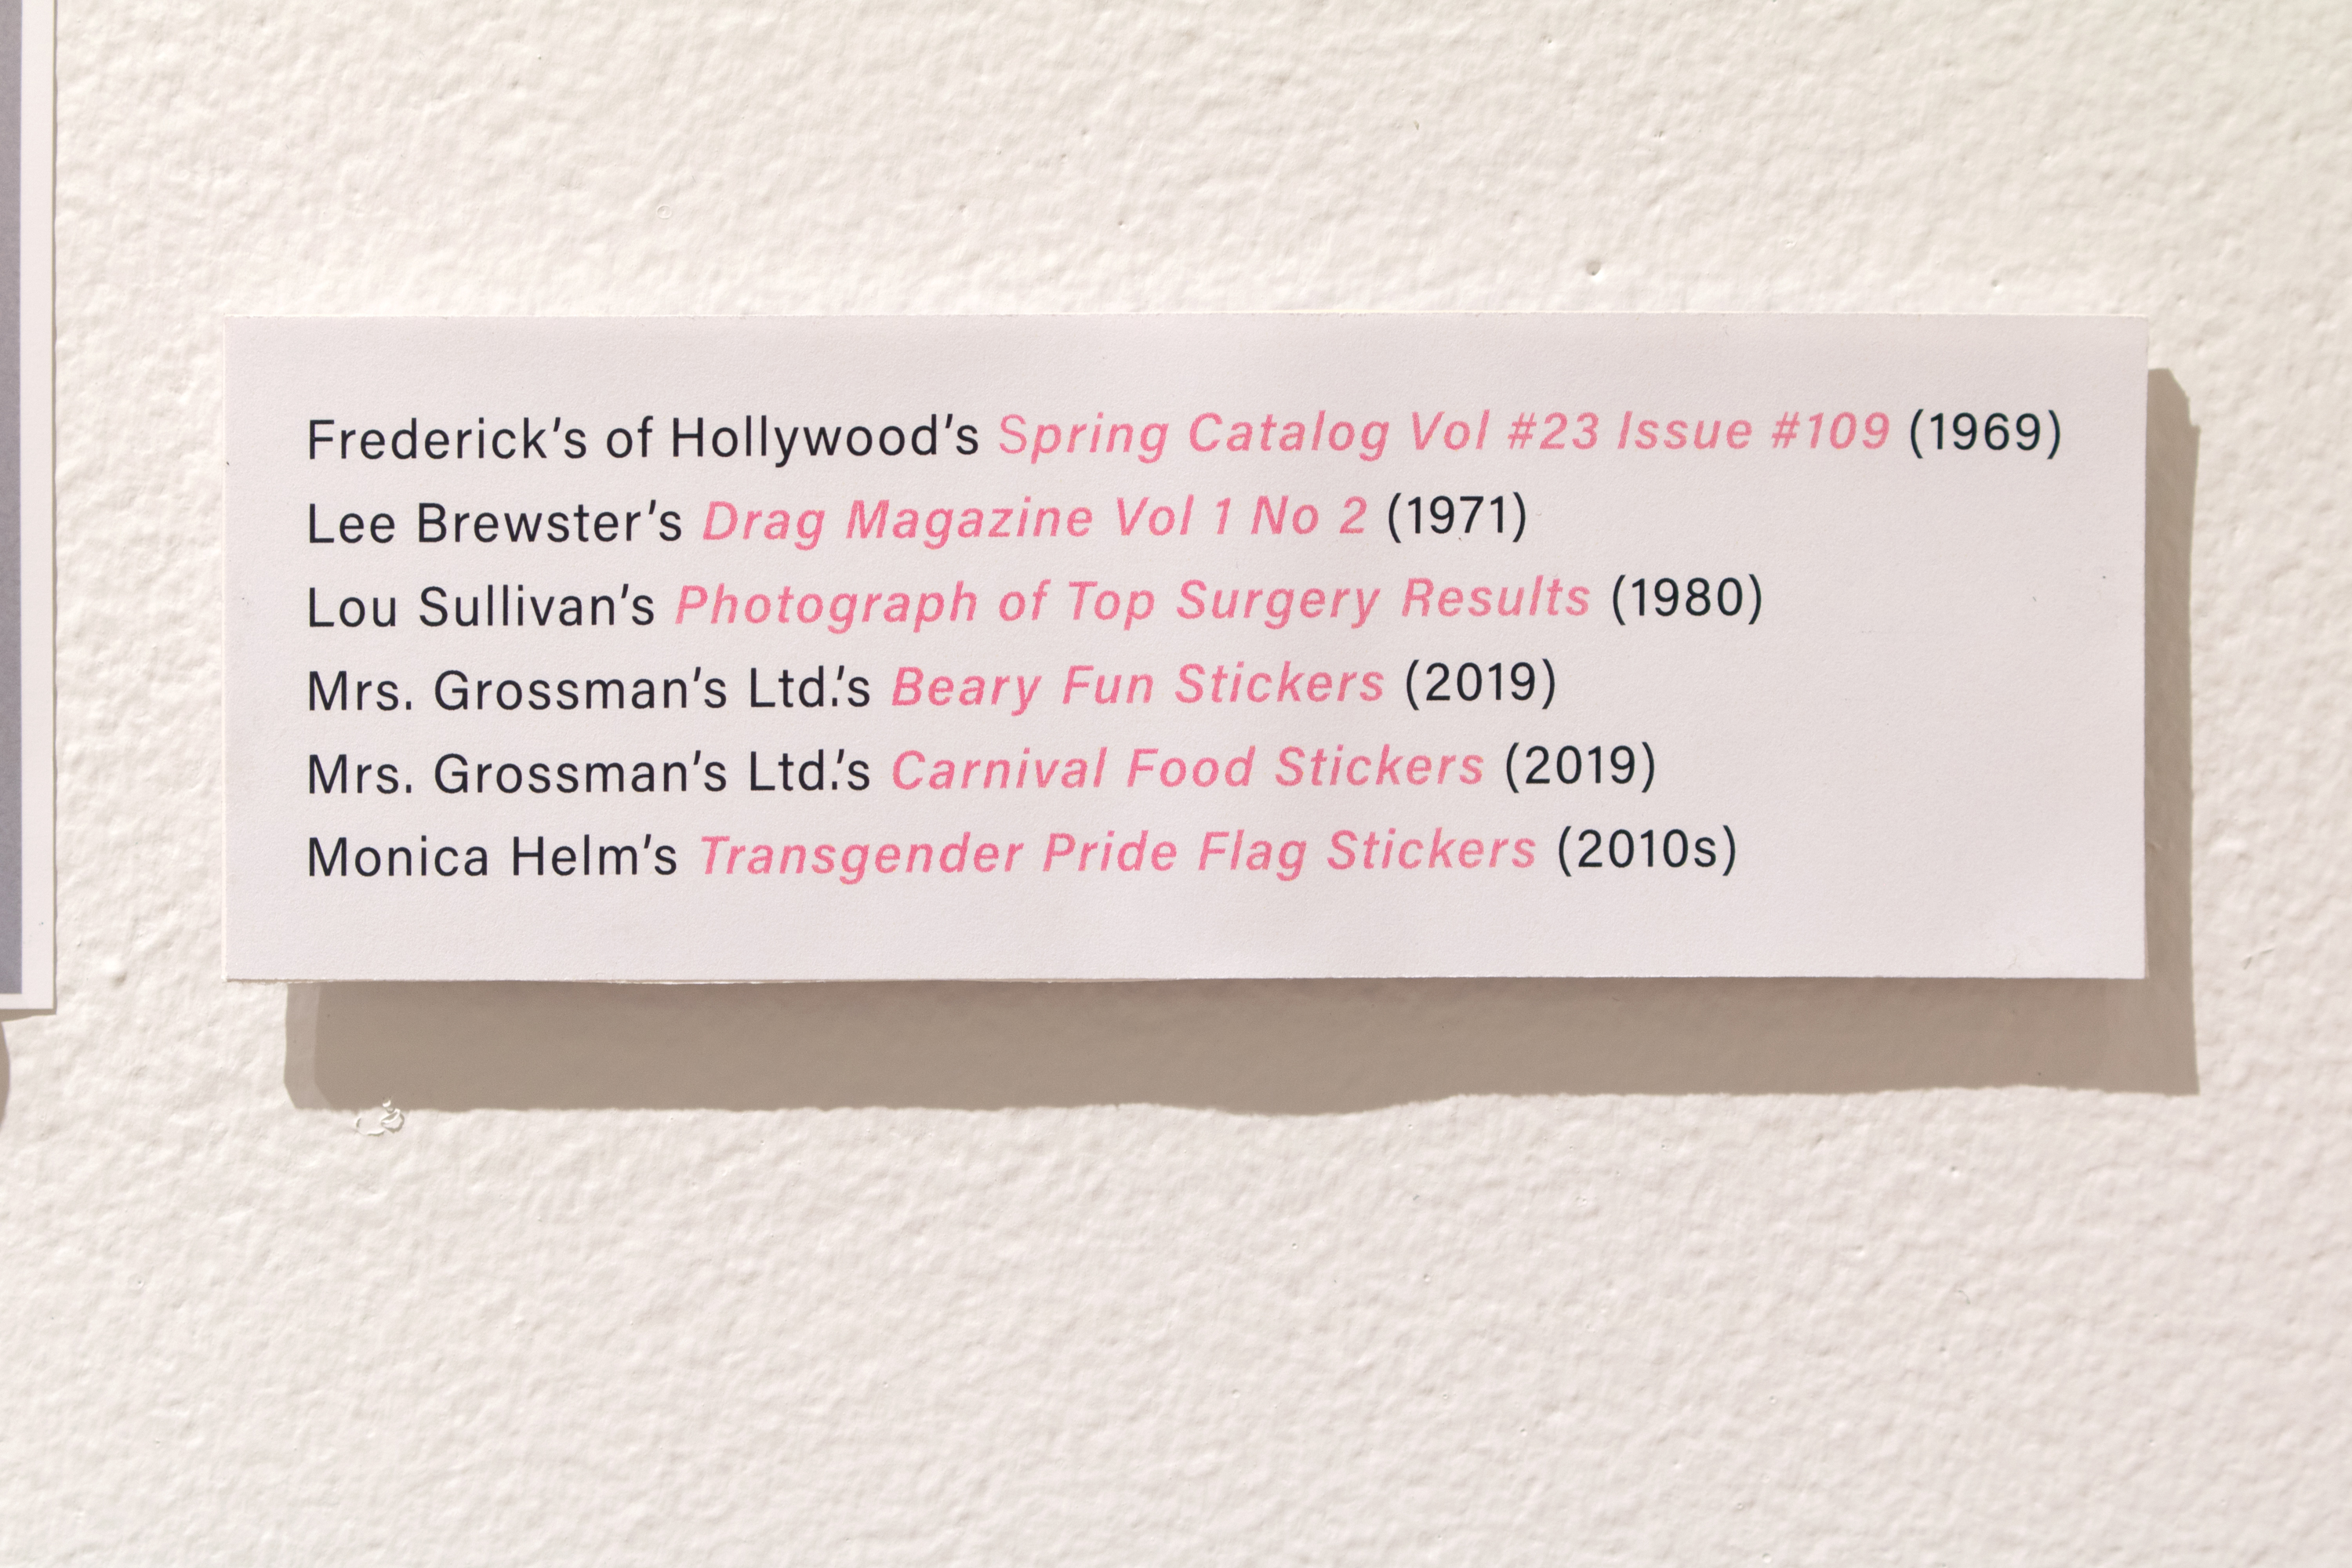 Frederick’s of Hollywood’s Spring Catalog Vol #23 Issue #109 (1969)
Lee Brewster’s Drag Magazine Vol 1 No 2 (1971)
Lou Sullivan’s Photograph of Top Surgery Results (1980)
Mrs. Grossman’s Ltd.’s Beary Fun Stickers (2019)
Mrs. Grossman’s Ltd.’s Carnival Food Stickers (2019)
Monica Helm’s Transgender Pride Flag Stickers (2010s)